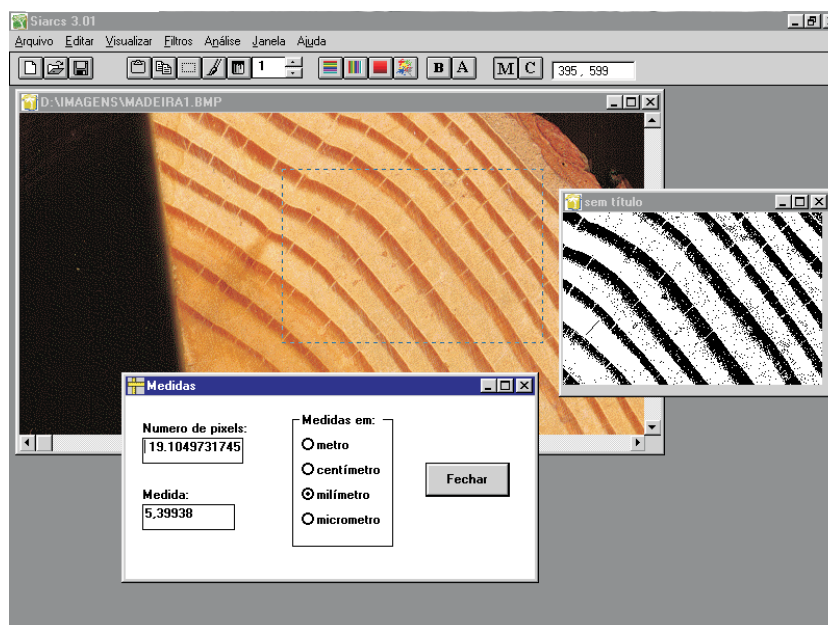 Siarcs 3.01
Arquivo Editar Visualizar Filtros Análise Janela Ajuda
1 B A M C 395 , 599
D:\IMAGENS\MADEIRA1.BMP
sem título
Medidas
Numero de pixels:
19.1049731745
Medida:
5,39938
Medidas em:
metro
centímetro
milímetro
micrometro
Fechar